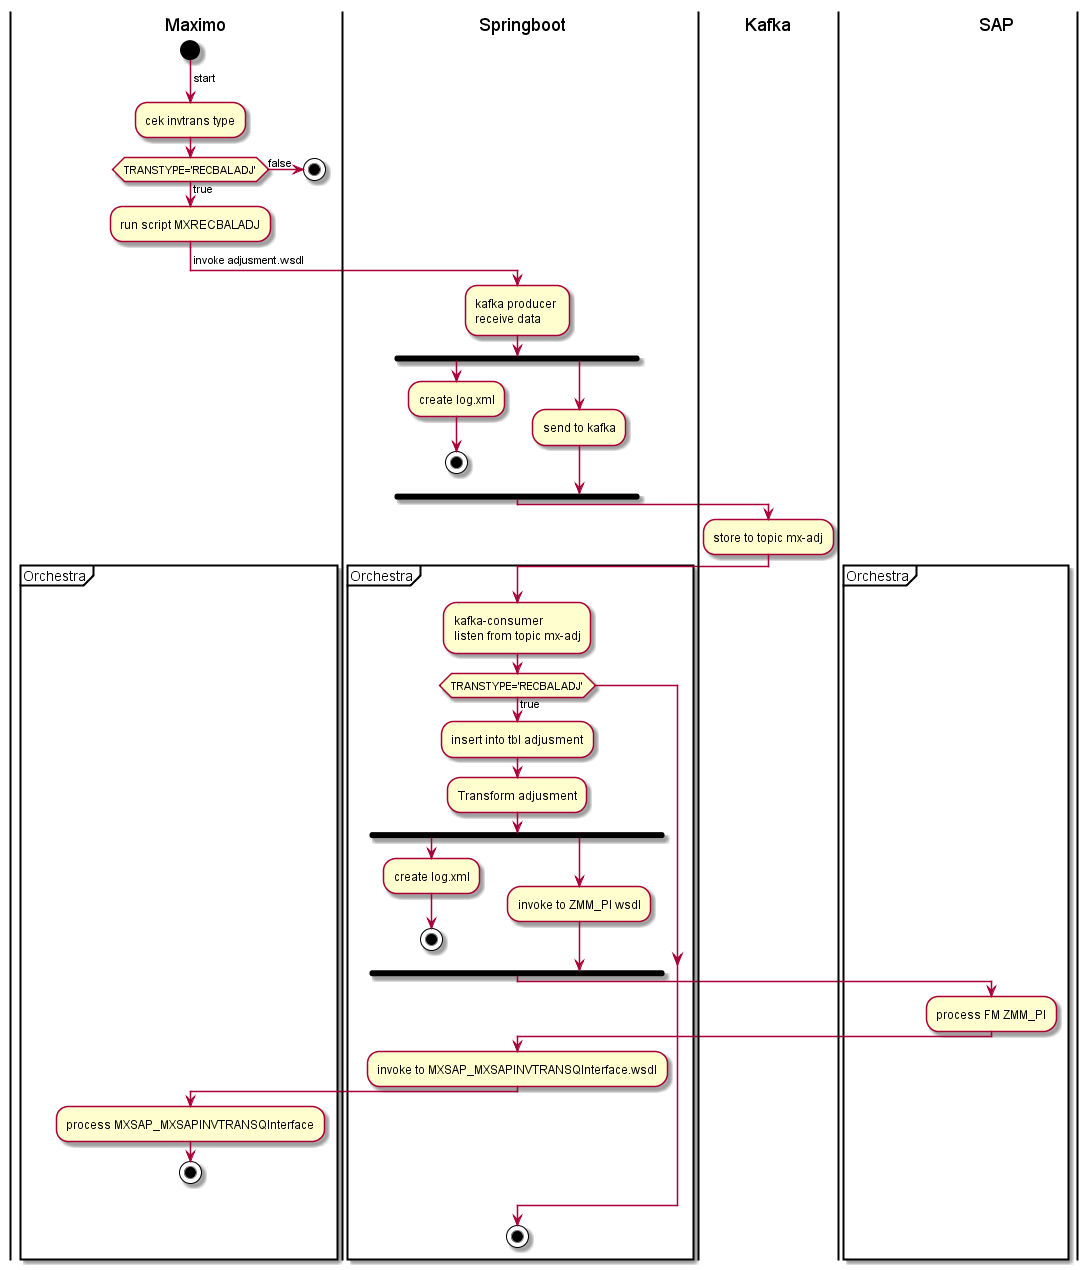 Maximo
Springboot
Kafka
SAP
start
cek invtrans type
TRANSTYPE='RECBALADJ'
false
true
run script MXRECBALADJ
invoke adjusment.wsdl
kafka producer
receive data
create log.xml
send to kafka
store to topic mx-adj
Orchestra
Orchestra
Orchestra
kafka-consumer
listen from topic mx-adj
TRANSTYPE='RECBALADJ'
true
insert into tbl adjusment
Transform adjusment
create log.xml
invoke to ZMM_PI wsdl
process FM ZMM_PI
invoke to MXSAP_MXSAPINVTRANSQInterface.wsdl
process MXSAP_MXSAPINVTRANSQInterface